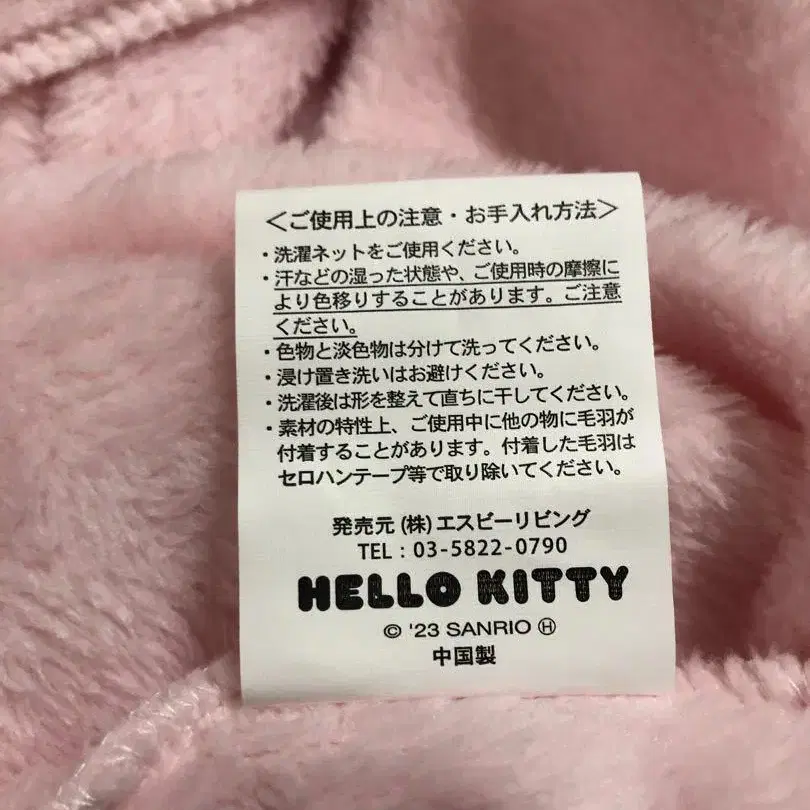 ＜ご使用上の注意・お手入れ方法＞
・洗濯ネットをご使用ください。
・汗などの湿った状態や、ご使用時の摩擦に
より色移りすることがあります。ご注意
ください。
・色物と淡色物は分けて洗ってください。
・浸け置き洗いはお避けください。
・洗濯後は形を整えて直ちに干してください。
・素材の特性上、ご使用中に他の物に毛羽が
付着することがあります。付着した毛羽は
セロハンテープ等で取り除いてください。
発売元 (株) エスビーリビング
TEL : 03-5822-0790
HELLO KITTY
© '23 SANRIO Ⓗ
中国製